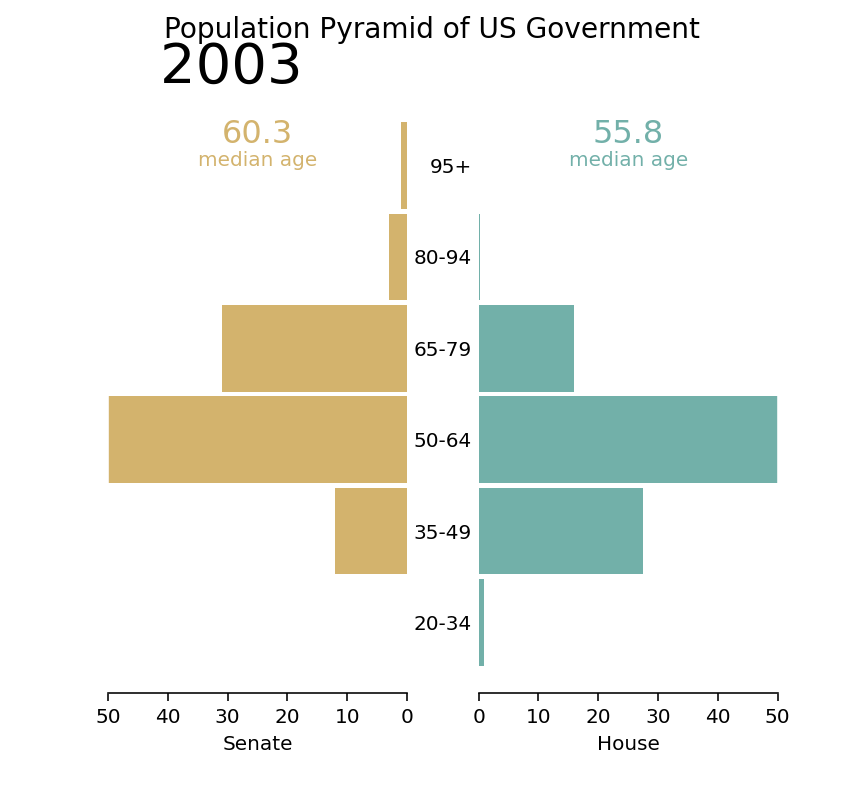 Population Pyramid of US Government
2003
60.3
median age
55.8
median age
95+
80-94
65-79
50-64
35-49
20-34
50 40 30 20 10 0
0 10 20 30 40 50
Senate
House